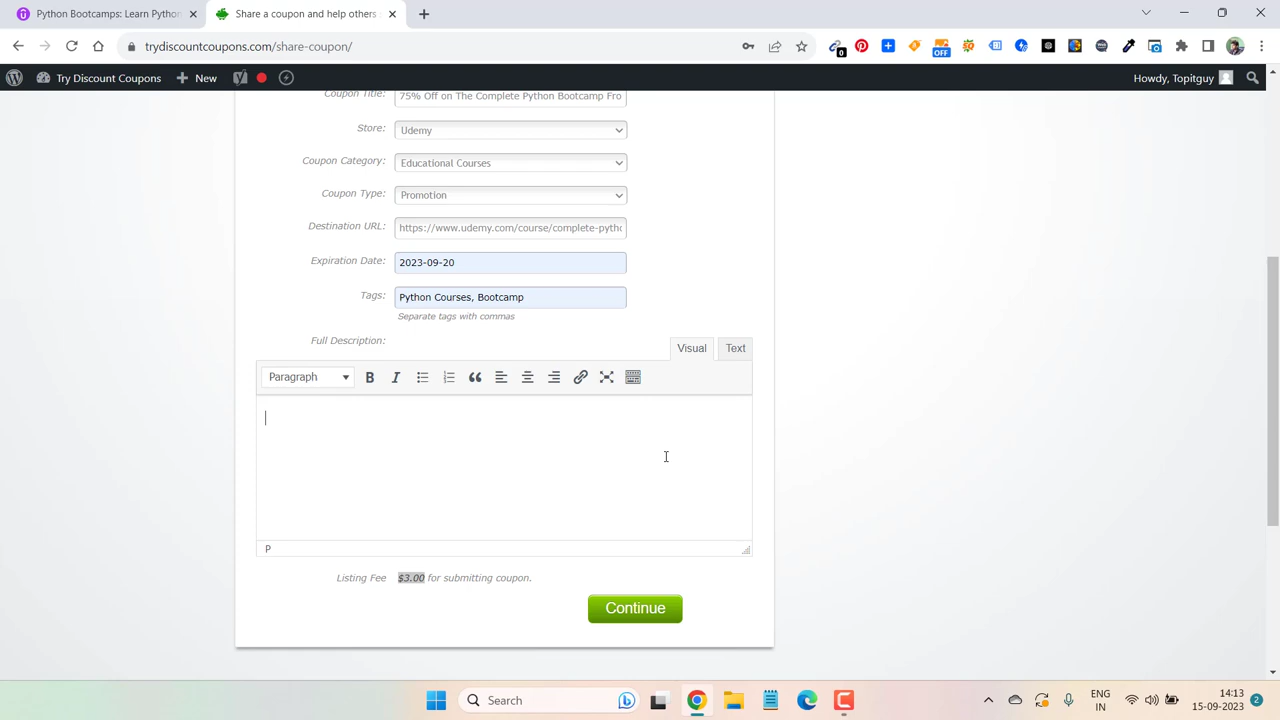 Python Bootcamps: Learn Python
Share a coupon and help others s
trydiscountcoupons.com/share-coupon/
0
OFF
Try Discount Coupons
New
Howdy, Topitguy
Coupon Title: 75% Off on The Complete Python Bootcamp Fro
Store: Udemy
Coupon Category: Educational Courses
Coupon Type: Promotion
Destination URL: https://www.udemy.com/course/complete-pytho
Expiration Date: 2023-09-20
Tags: Python Courses, Bootcamp
Separate tags with commas
Full Description:
Visual Text
Paragraph B I
P
Listing Fee $3.00 for submitting coupon.
Continue
Search
ENG
IN
14:13
15-09-2023
2